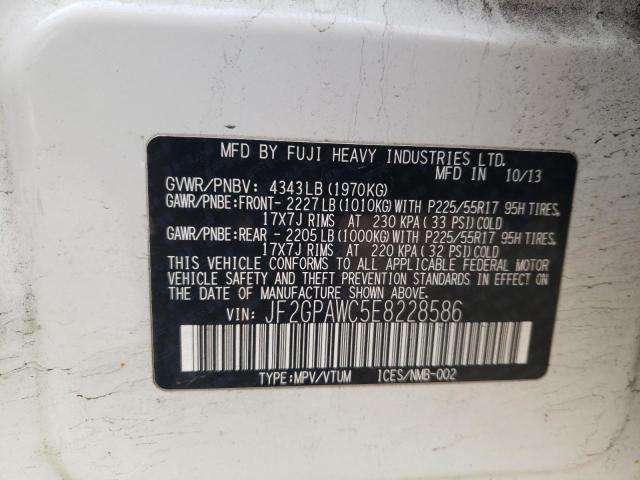 MFD BY FUJI HEAVY INDUSTRIES LTD.
MFD IN 10/13
GVWR/PNBV: 4343LB(1970KG)
GAWR/PNBE:FRONT- 2227LB(1010KG)WITH P225/55R17 95H TIRES,
17X7J RIMS AT 230 KPA(33 PSI)COLD
GAWR/PNBE:REAR - 2205LB(1000KG)WITH P225/55R17 95H TIRES,
17X7J RIMS AT 220 KPA(32 PSI)COLD
THIS VEHICLE CONFORMS TO ALL APPLICABLE FEDERAL MOTOR
VEHICLE SAFETY AND THEFT PREVENTION STANDARDS IN EFFECT
ON THE DATE OF MANUFACTURE SHOWN ABOVE.
VIN: JF2GPAWC5E8228586
TYPE:MPV/VTUM ICES/NMB-002